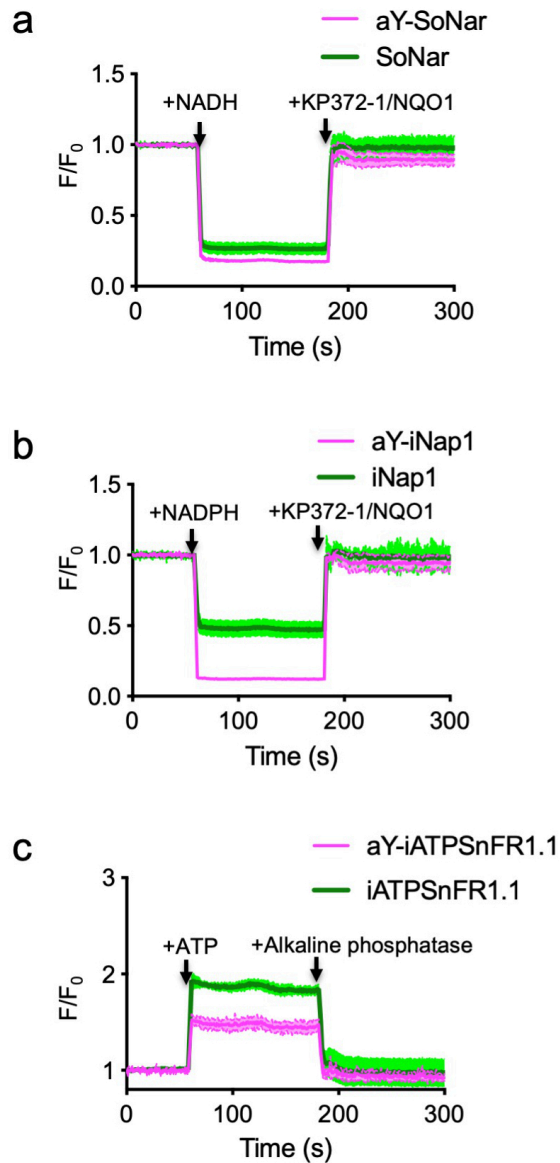 a
aY-SoNar
SoNar
1.5
+NADH
+KP372-1/NQO1
1.0
F/F0
0.5
0.0
0 100 200 300
Time (s)
b
aY-iNap1
iNap1
1.5
+NADPH
+KP372-1/NQO1
1.0
F/F0
0.5
0.0
0 100 200 300
Time (s)
c
aY-iATPSnFR1.1
iATPSnFR1.1
3
+ATP
+Alkaline phosphatase
2
F/F0
1
0 100 200 300
Time (s)